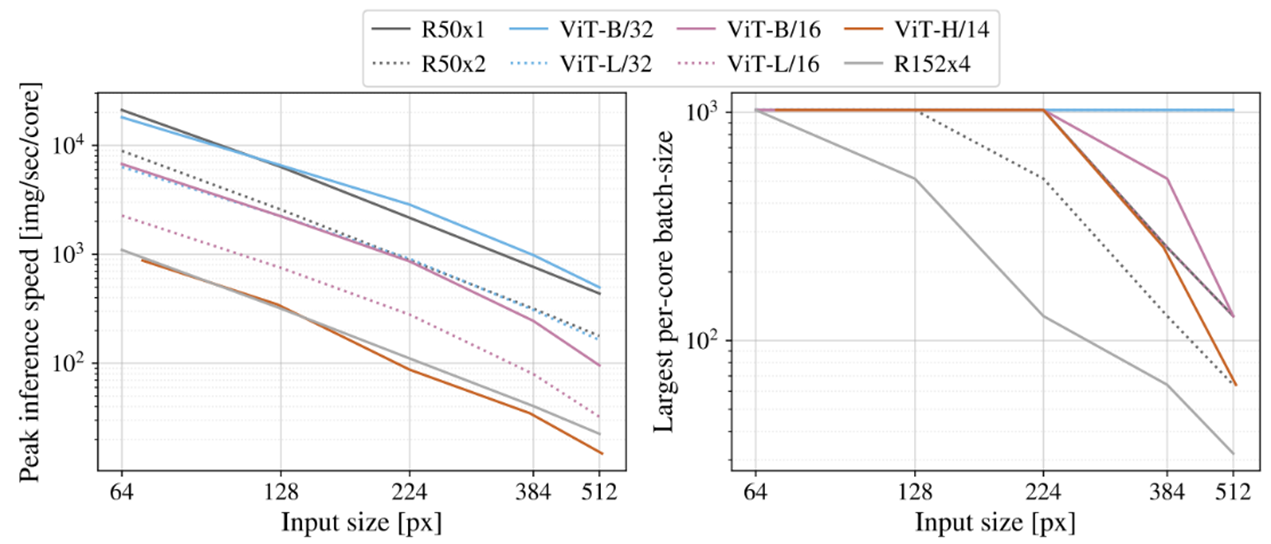 R50x1 ViT-B/32 ViT-B/16 ViT-H/14
R50x2 ViT-L/32 ViT-L/16 R152x4
Peak inference speed [img/sec/core]
10^4
10^3
10^2
64 128 224 384 512
Input size [px]
Largest per-core batch-size
10^3
10^2
64 128 224 384 512
Input size [px]